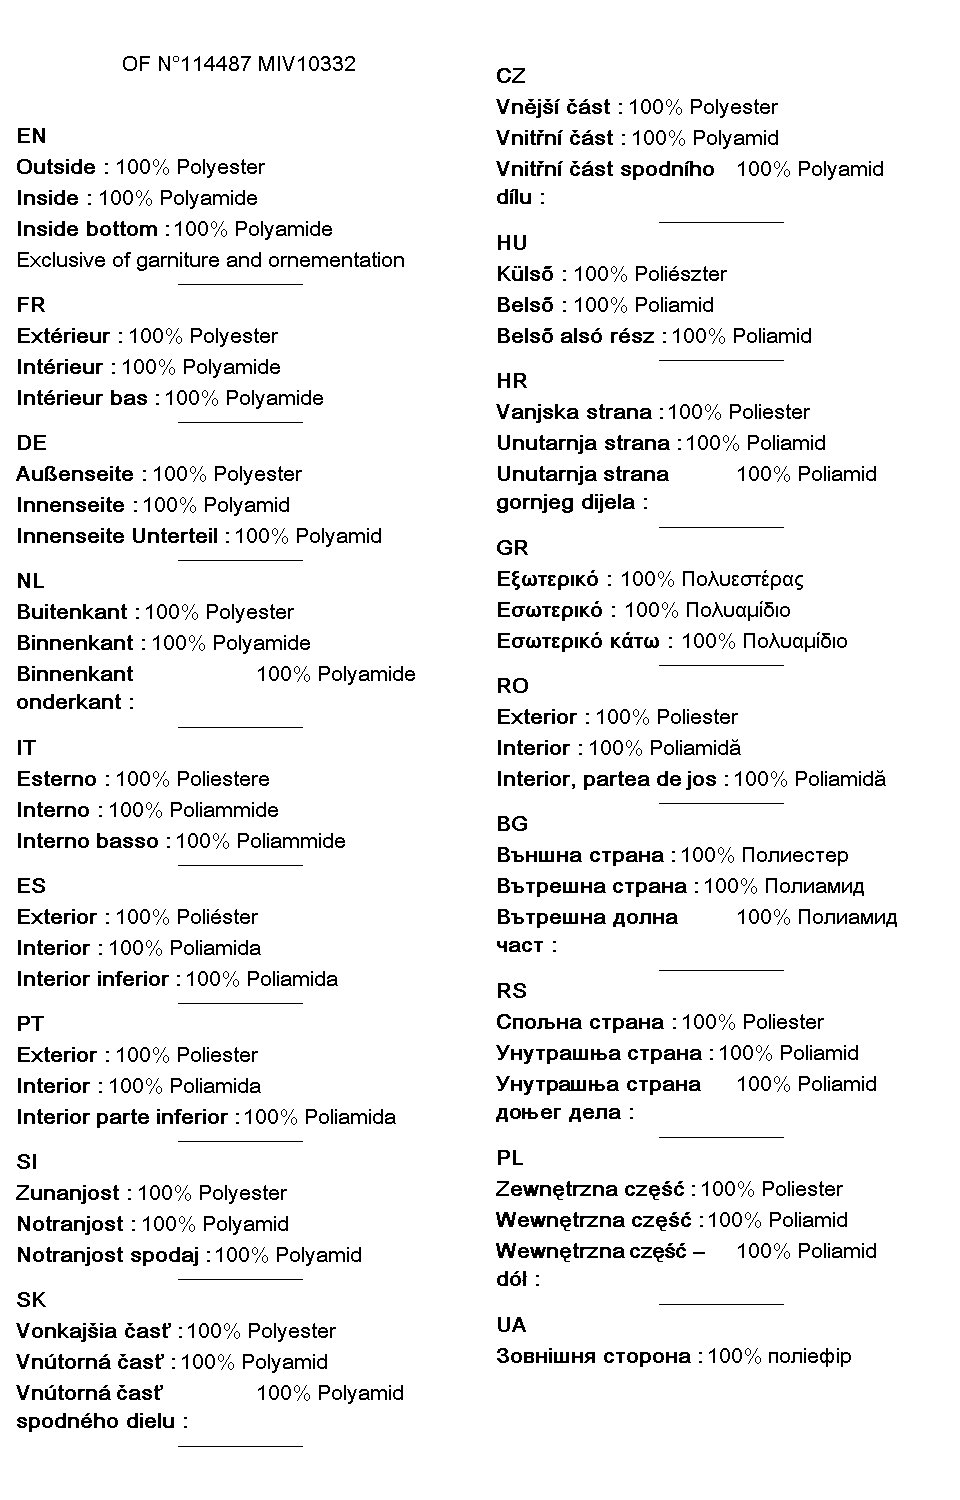 OF N°114487 MIV10332
EN
Outside : 100% Polyester
Inside : 100% Polyamide
Inside bottom : 100% Polyamide
Exclusive of garniture and ornementation
FR
Extérieur : 100% Polyester
Intérieur : 100% Polyamide
Intérieur bas : 100% Polyamide
DE
Außenseite : 100% Polyester
Innenseite : 100% Polyamid
Innenseite Unterteil : 100% Polyamid
NL
Buitenkant : 100% Polyester
Binnenkant : 100% Polyamide
Binnenkant 100% Polyamide
onderkant :
IT
Esterno : 100% Poliestere
Interno : 100% Poliammide
Interno basso : 100% Poliammide
ES
Exterior : 100% Poliéster
Interior : 100% Poliamida
Interior inferior : 100% Poliamida
PT
Exterior : 100% Poliester
Interior : 100% Poliamida
Interior parte inferior : 100% Poliamida
SI
Zunanjost : 100% Polyester
Notranjost : 100% Polyamid
Notranjost spodaj : 100% Polyamid
SK
Vonkajšia časť : 100% Polyester
Vnútorná časť : 100% Polyamid
Vnútorná časť 100% Polyamid
spodného dielu :
CZ
Vnější část : 100% Polyester
Vnitřní část : 100% Polyamid
Vnitřní část spodního 100% Polyamid
dílu :
HU
Külsõ : 100% Poliészter
Belsõ : 100% Poliamid
Belsõ alsó rész : 100% Poliamid
HR
Vanjska strana : 100% Poliester
Unutarnja strana : 100% Poliamid
Unutarnja strana 100% Poliamid
gornjeg dijela :
GR
Εξωτερικό : 100% Πολυεστέρας
Εσωτερικό : 100% Πολυαμίδιο
Εσωτερικό κάτω : 100% Πολυαμίδιο
RO
Exterior : 100% Poliester
Interior : 100% Poliamidă
Interior, partea de jos : 100% Poliamidă
BG
Външна страна : 100% Полиестер
Вътрешна страна : 100% Полиамид
Вътрешна долна 100% Полиамид
част :
RS
Спољна страна : 100% Poliester
Унутрашња страна : 100% Poliamid
Унутрашња страна 100% Poliamid
доњег дела :
PL
Zewnętrzna część : 100% Poliester
Wewnętrzna część : 100% Poliamid
Wewnętrzna część – 100% Poliamid
dół :
UA
Зовнішня сторона : 100% поліефір